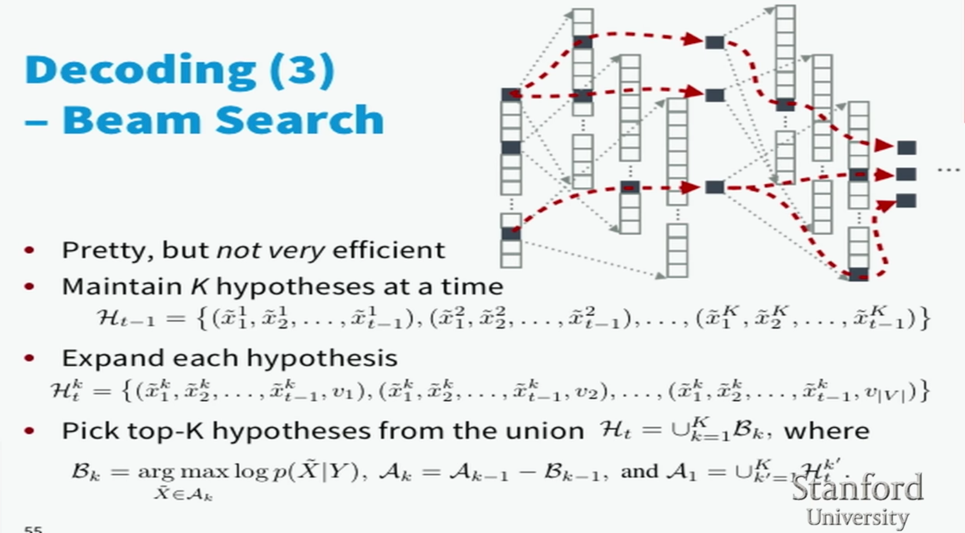 Decoding (3)
– Beam Search
• Pretty, but not very efficient
• Maintain K hypotheses at a time
$\mathcal{H}_{t-1} = \{(\tilde{x}_1^1, \tilde{x}_2^1, \ldots, \tilde{x}_{t-1}^1), (\tilde{x}_1^2, \tilde{x}_2^2, \ldots, \tilde{x}_{t-1}^2), \ldots, (\tilde{x}_1^K, \tilde{x}_2^K, \ldots, \tilde{x}_{t-1}^K)\}$
• Expand each hypothesis
$\mathcal{H}_t^k = \{(\tilde{x}_1^k, \tilde{x}_2^k, \ldots, \tilde{x}_{t-1}^k, v_1), (\tilde{x}_1^k, \tilde{x}_2^k, \ldots, \tilde{x}_{t-1}^k, v_2), \ldots, (\tilde{x}_1^k, \tilde{x}_2^k, \ldots, \tilde{x}_{t-1}^k, v_{|V|})\}$
• Pick top-K hypotheses from the union $\mathcal{H}_t = \cup_{k=1}^K \mathcal{B}_k$, where
$\mathcal{B}_k = \underset{\tilde{X} \in \mathcal{A}_k}{\arg\max} \log p(\tilde{X}|Y), \mathcal{A}_k = \mathcal{A}_{k-1} - \mathcal{B}_{k-1}, \text{ and } \mathcal{A}_1 = \cup_{k'=1}^K \mathcal{H}_t^{k'}.$
Stanford
University
55
...